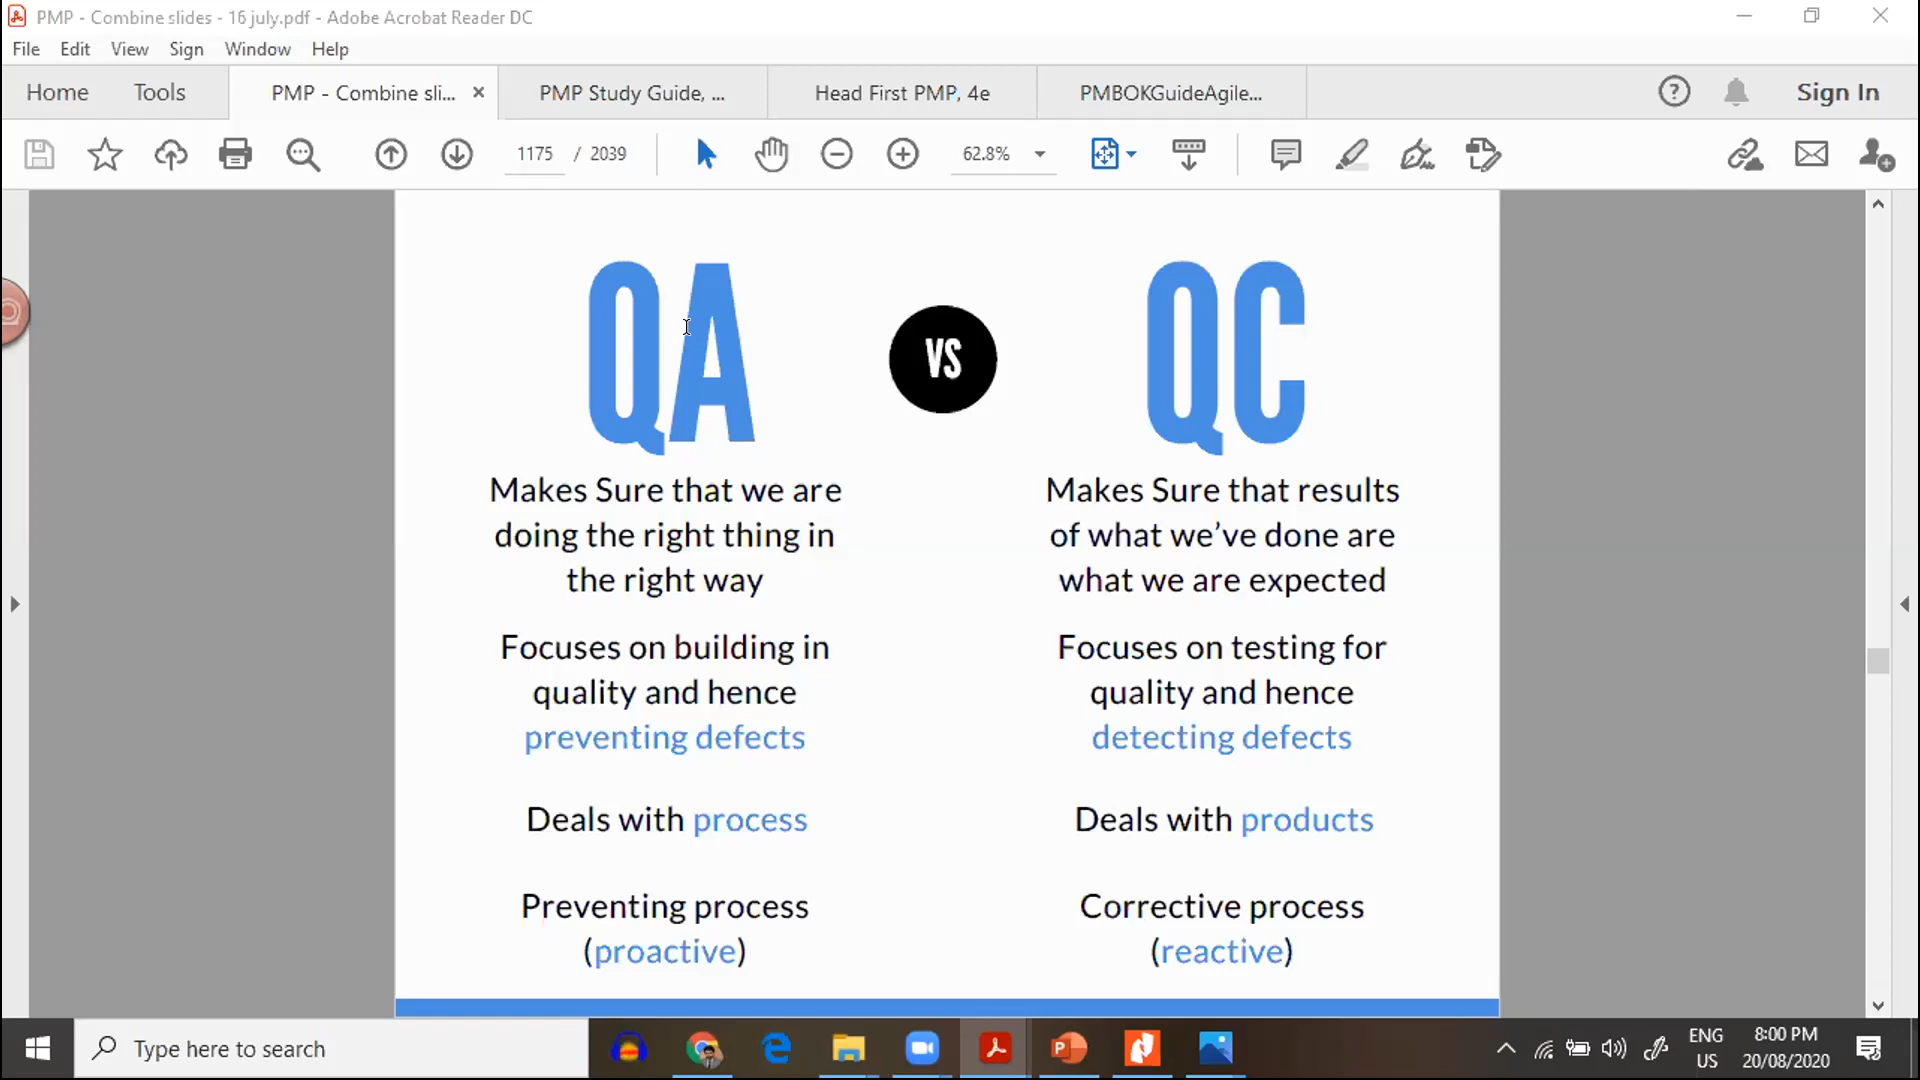 PMP - Combine slides - 16 july.pdf - Adobe Acrobat Reader DC
File Edit View Sign Window Help
Home Tools PMP - Combine sli... PMP Study Guide, ... Head First PMP, 4e PMBOKGuideAgile... Sign In
1175 / 2039 62.8%
QA VS QC
Makes Sure that we are
doing the right thing in
the right way
Focuses on building in
quality and hence
preventing defects
Deals with process
Preventing process
(proactive)
Makes Sure that results
of what we've done are
what we are expected
Focuses on testing for
quality and hence
detecting defects
Deals with products
Corrective process
(reactive)
Type here to search
ENG
US
8:00 PM
20/08/2020